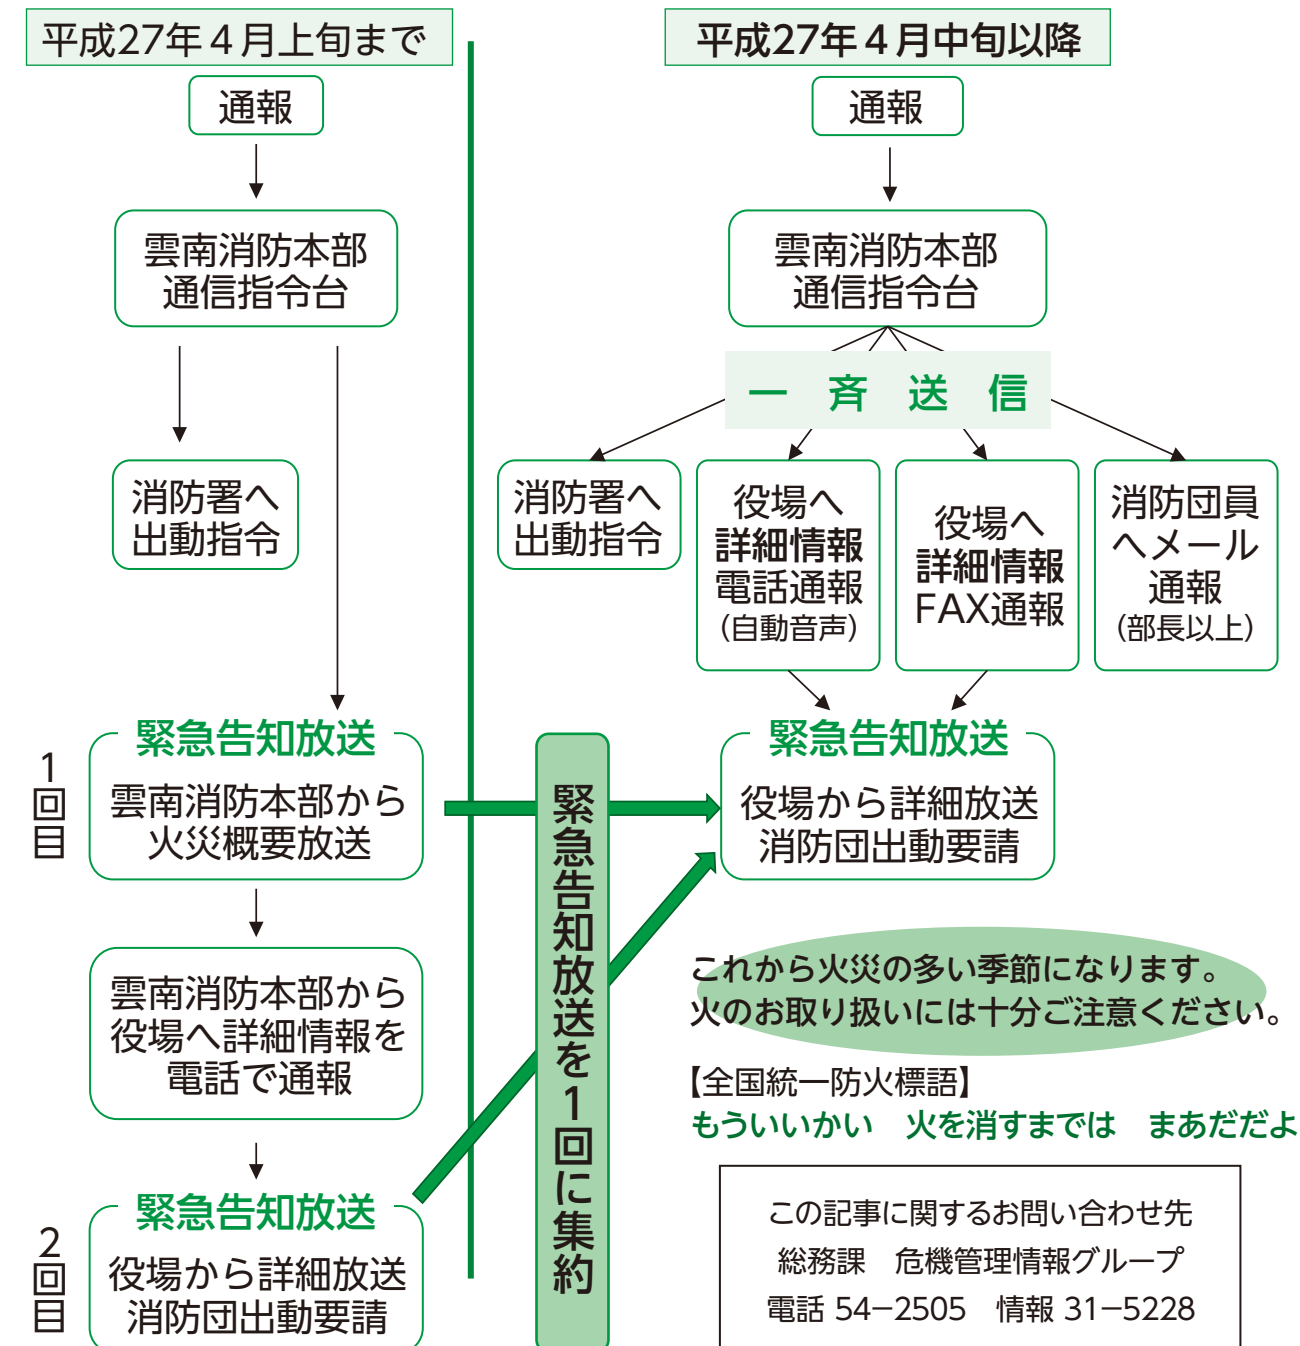 平成27年４月上旬まで
通報
雲南消防本部
通信指令台
消防署へ
出動指令
1回目
緊急告知放送
雲南消防本部から
火災概要放送
雲南消防本部から
役場へ詳細情報を
電話で通報
2回目
緊急告知放送
役場から詳細放送
消防団出動要請
緊急告知放送を1回に集約
平成27年４月中旬以降
通報
雲南消防本部
通信指令台
一　斉　送　信
消防署へ
出動指令
役場へ
詳細情報
電話通報
（自動音声）
役場へ
詳細情報
FAX通報
消防団員
へメール
通報
（部長以上）
緊急告知放送
役場から詳細放送
消防団出動要請
これから火災の多い季節になります。
火のお取り扱いには十分ご注意ください。
【全国統一防火標語】
もういいかい　火を消すまでは　まあだだよ
この記事に関するお問い合わせ先
総務課　危機管理情報グループ
電話 54−2505　情報 31−5228